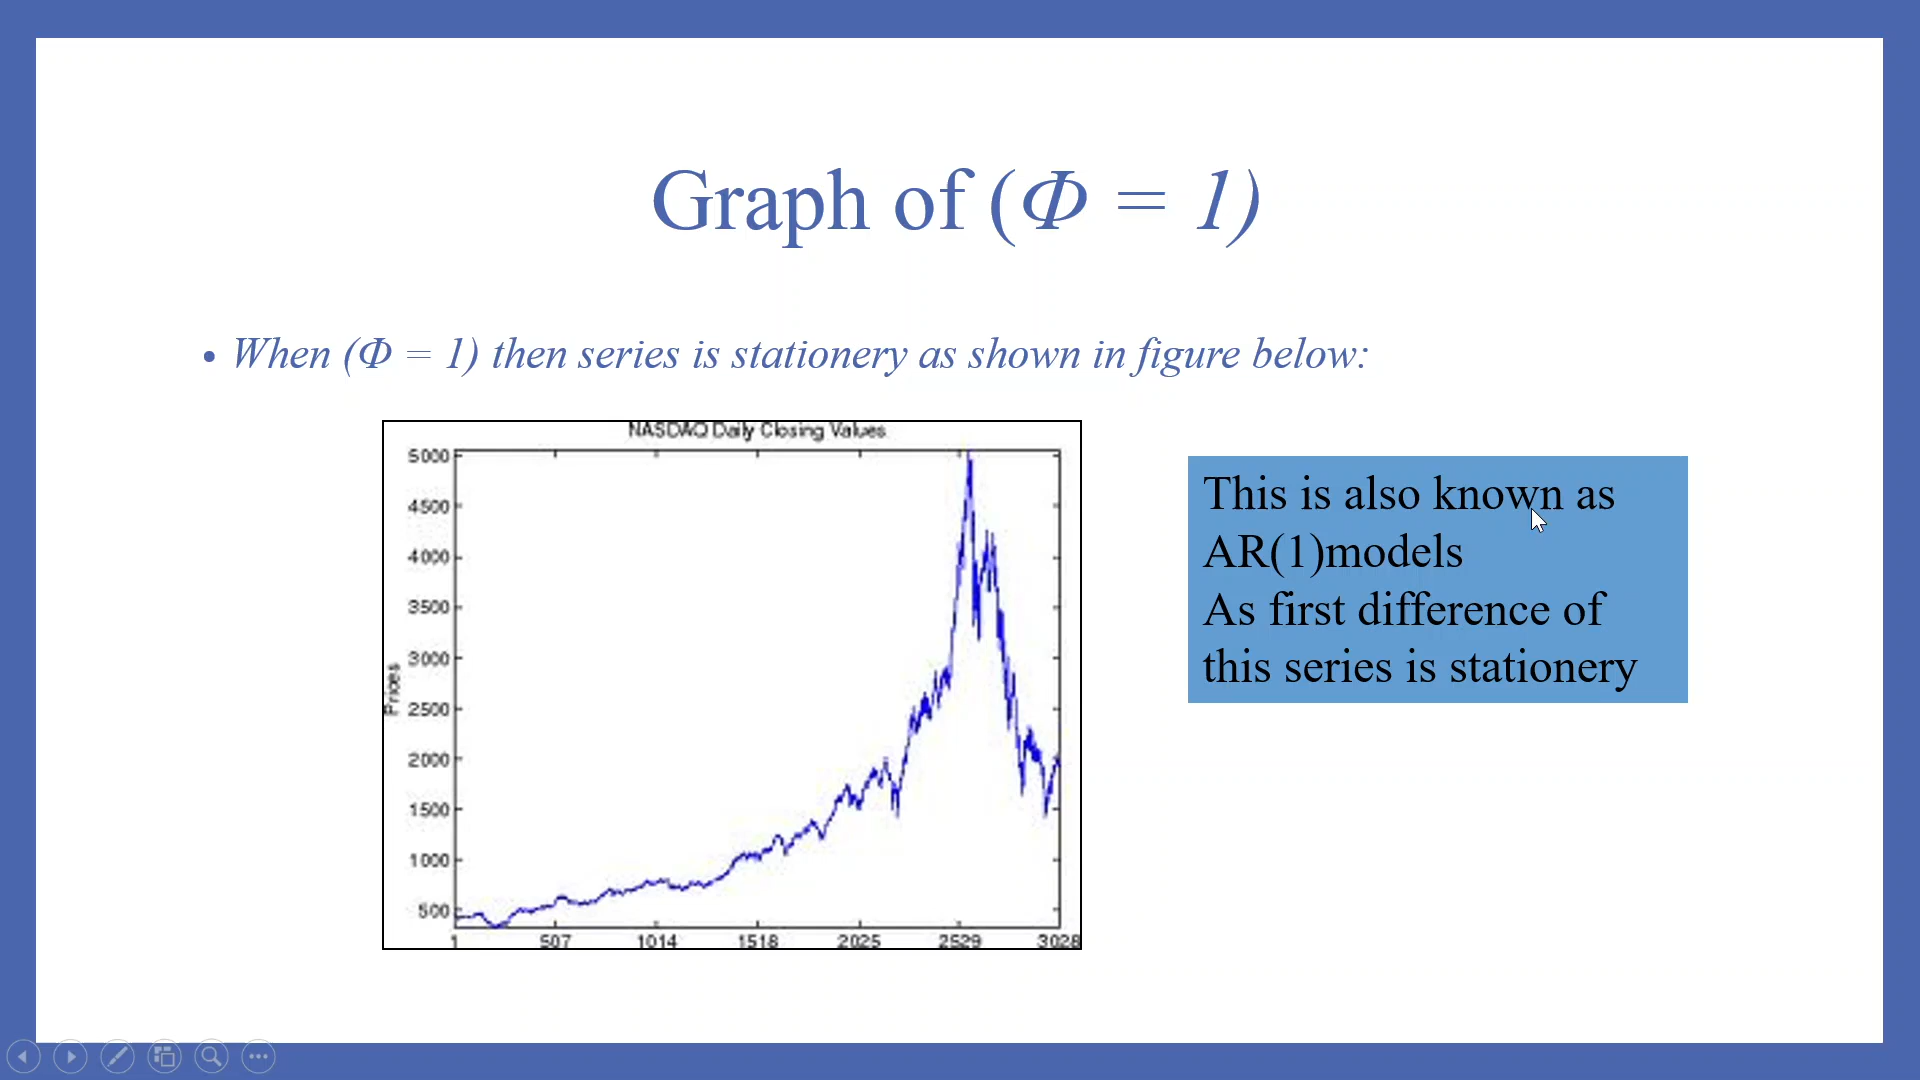 Graph of (Φ = 1)
• When (Φ = 1) then series is stationery as shown in figure below:
NASDAQ Daily Closing Values
Prices
5000
4500
4000
3500
3000
2500
2000
1500
1000
500
1 507 1014 1518 2025 2529 3028
This is also known as
AR(1)models
As first difference of
this series is stationery